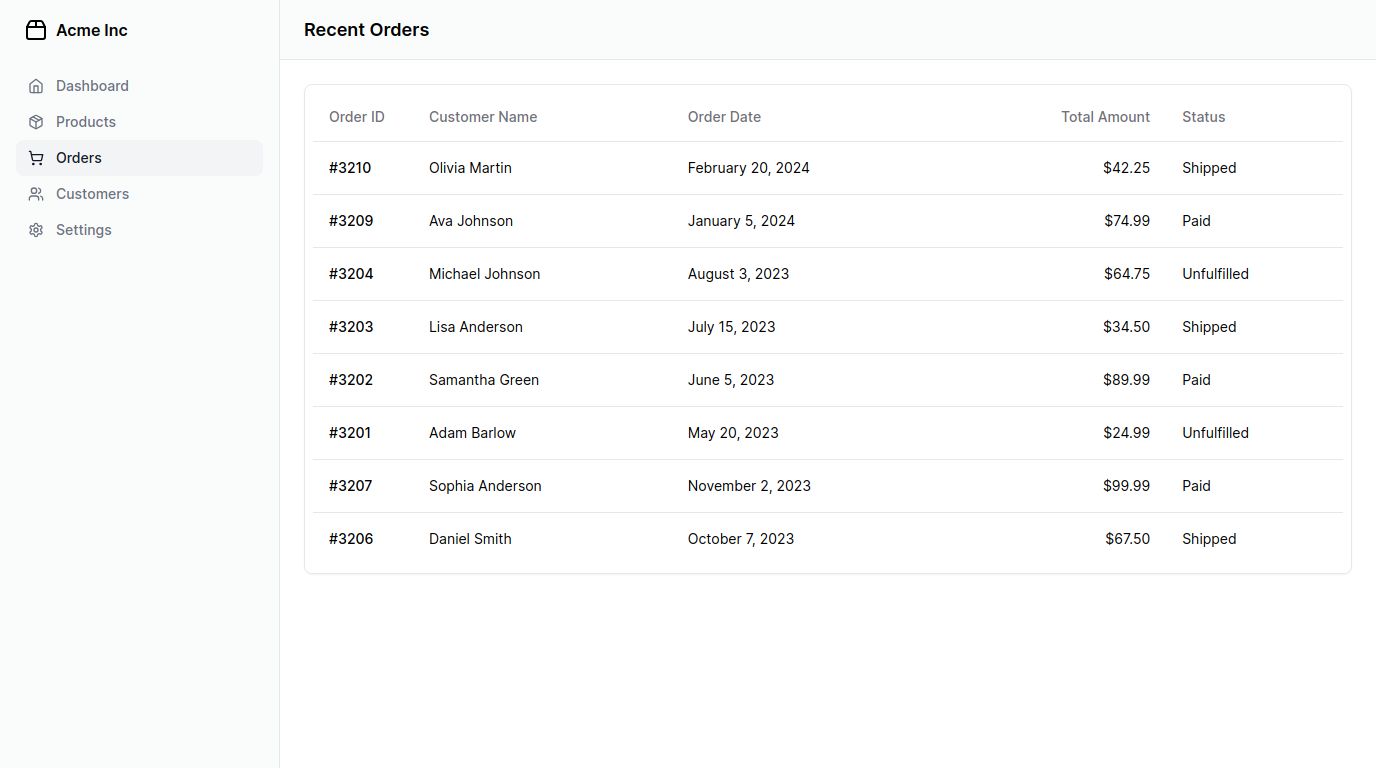 Acme Inc
Dashboard
Products
Orders
Customers
Settings
Recent Orders
Order ID Customer Name Order Date Total Amount Status
#3210 Olivia Martin February 20, 2024 $42.25 Shipped
#3209 Ava Johnson January 5, 2024 $74.99 Paid
#3204 Michael Johnson August 3, 2023 $64.75 Unfulfilled
#3203 Lisa Anderson July 15, 2023 $34.50 Shipped
#3202 Samantha Green June 5, 2023 $89.99 Paid
#3201 Adam Barlow May 20, 2023 $24.99 Unfulfilled
#3207 Sophia Anderson November 2, 2023 $99.99 Paid
#3206 Daniel Smith October 7, 2023 $67.50 Shipped